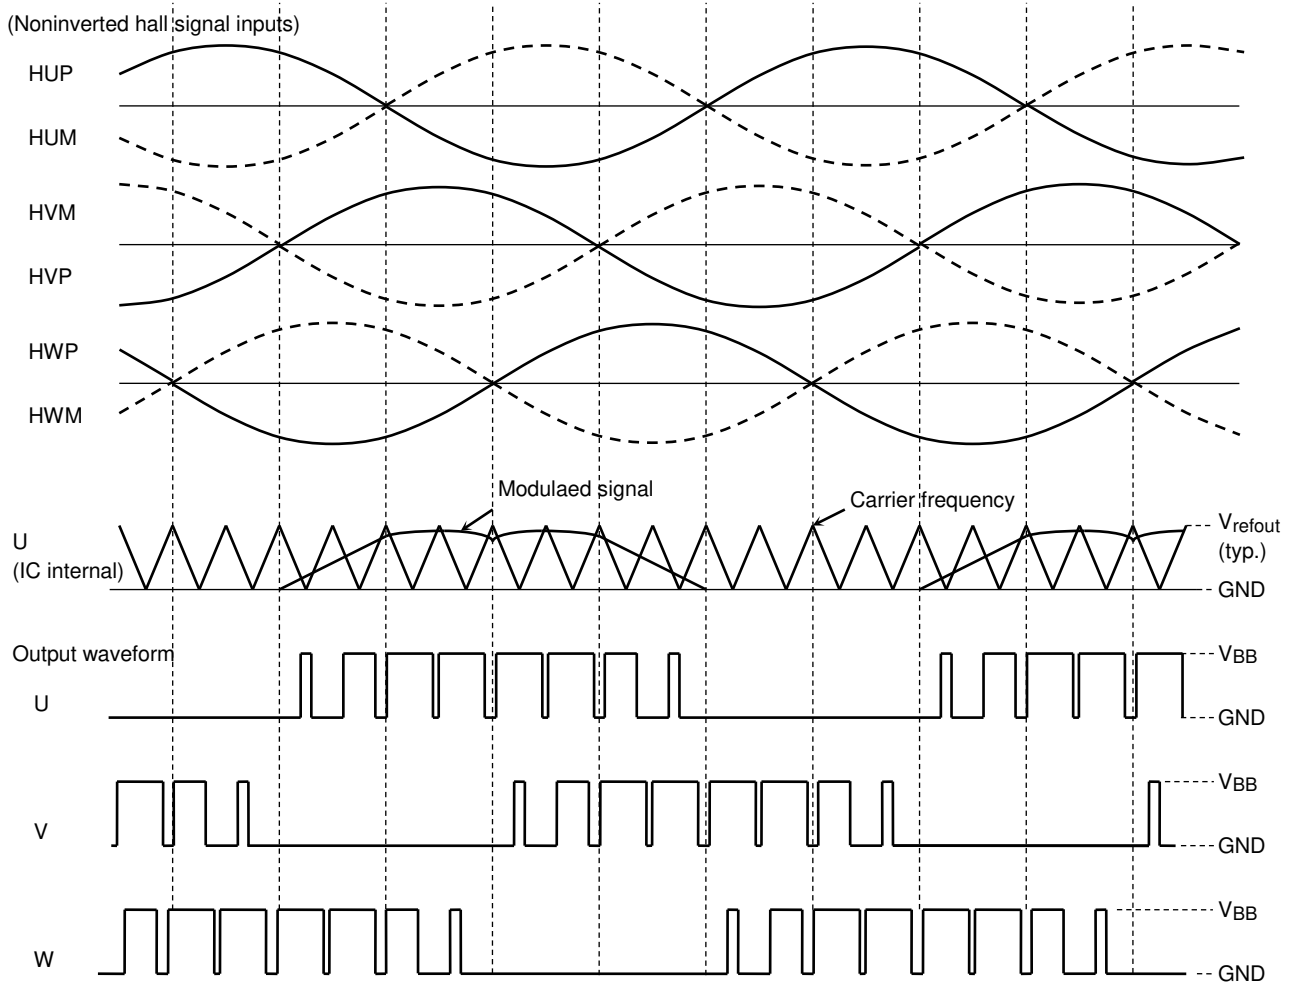 (Noninverted hall signal inputs)
HUP
HUM
HVM
HVP
HWP
HWM
Modulaed signal
Carrier frequency
U
(IC internal)
Vrefout
(typ.)
GND
Output waveform
VBB
U
GND
VBB
V
GND
VBB
W
GND